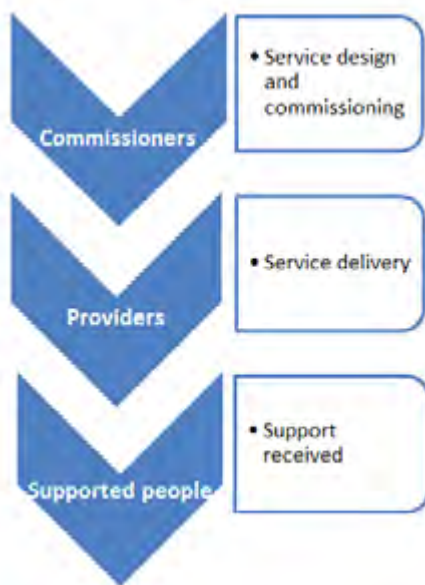 • Service design
and
commissioning
Commissioners
• Service delivery
Providers
• Support
received
Supported people